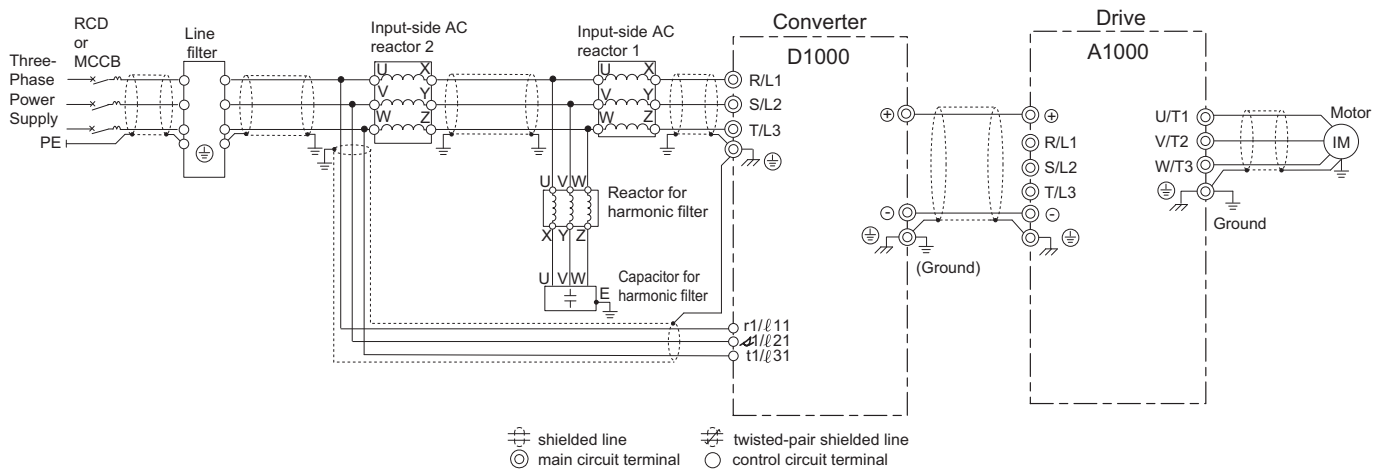 RCD
or
MCCB
Three-
Phase
Power
Supply
PE
Line
filter
Input-side AC
reactor 2
U X
V Y
W Z
Input-side AC
reactor 1
U X
V Y
W Z
Converter
D1000
R/L1
S/L2
T/L3
Drive
A1000
R/L1
S/L2
T/L3
U/T1
V/T2
W/T3
Motor
IM
Ground
(Ground)
U V W
Reactor for
harmonic filter
X Y Z
U V W
Capacitor for
harmonic filter
E
r1/ℓ11
1/ℓ21
t1/ℓ31
shielded line
twisted-pair shielded line
main circuit terminal
control circuit terminal